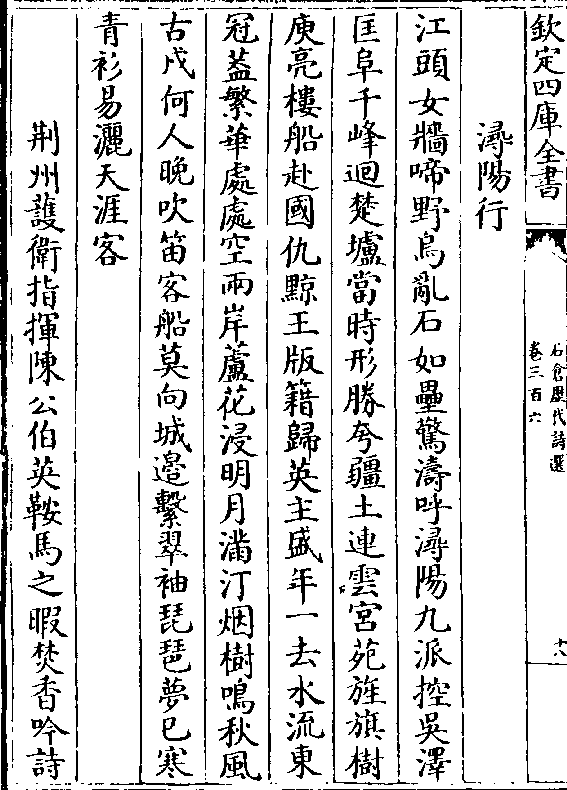 欽定四庫全書
石倉歷代詩選
卷三百六
十八
潯陽行
江頭女牆啼野烏亂石如壘驚濤呼潯陽九派控吳澤
匡阜千峰迴楚壚當時形勝夸疆土連雲宮苑旌旗樹
庾亮樓船赴國仇黥王版籍歸英主盛年一去水流東
冠葢繁華處處空兩岸蘆花浸明月滿汀烟樹鳴秋風
古戍何人晚吹笛客船莫向城邉繫翠袖琵琶夢已寒
青衫易灑天涯客
荆州護衛指揮陳公伯英鞍馬之暇焚香吟詩